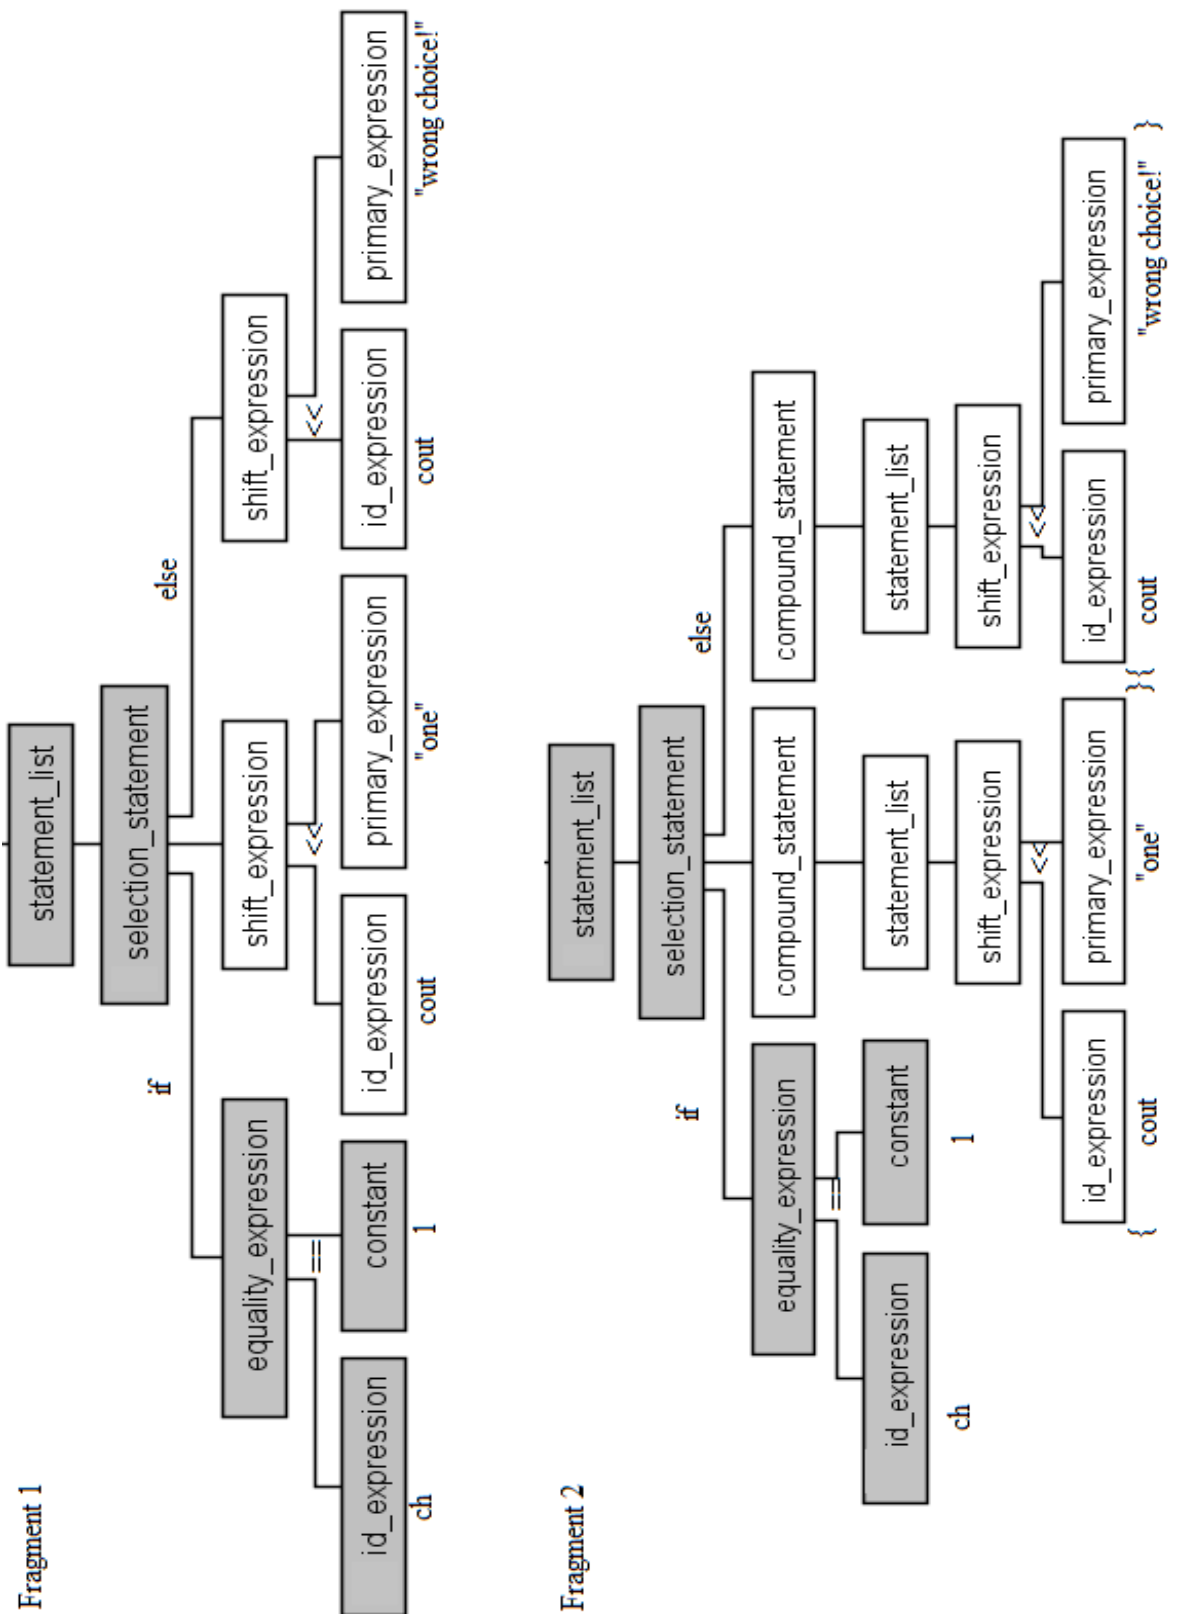 Fragment 1
statement_list
selection_statement
if
else
equality_expression
shift_expression
shift_expression
==
<<
<<
id_expression
constant
id_expression
primary_expression
id_expression
primary_expression
ch
1
cout
"one"
cout
"wrong choice!"
Fragment 2
statement_list
selection_statement
if
else
equality_expression
compound_statement
compound_statement
==
id_expression
constant
statement_list
statement_list
ch
1
shift_expression
shift_expression
<<
<<
id_expression
primary_expression
id_expression
primary_expression
{
cout
"one"
}
{
cout
"wrong choice!"
}